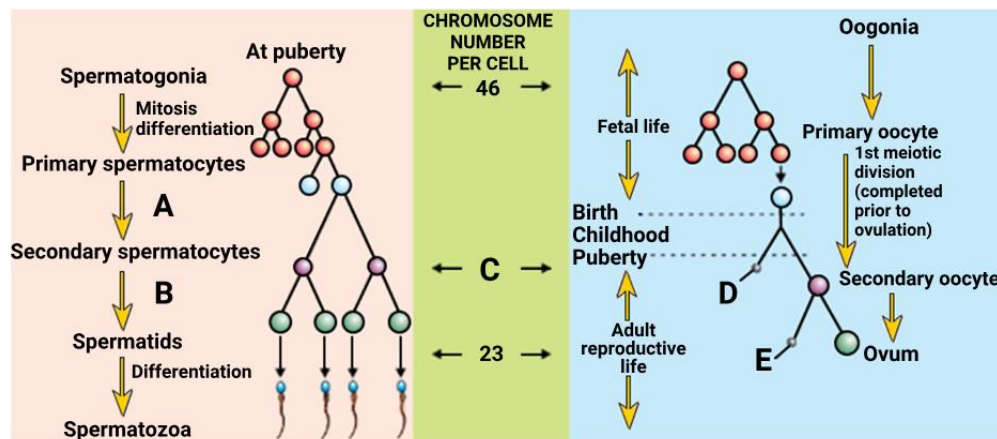 At puberty
Spermatogonia
Mitosis
differentiation
Primary spermatocytes
A
Secondary spermatocytes
B
Spermatids
Differentiation
Spermatozoa
CHROMOSOME
NUMBER
PER CELL
46
C
23
Oogonia
Fetal life
Primary oocyte
1st meiotic
division
(completed
prior to
ovulation)
Birth
Childhood
Puberty
D
Secondary oocyte
Adult
reproductive
life
E
Ovum